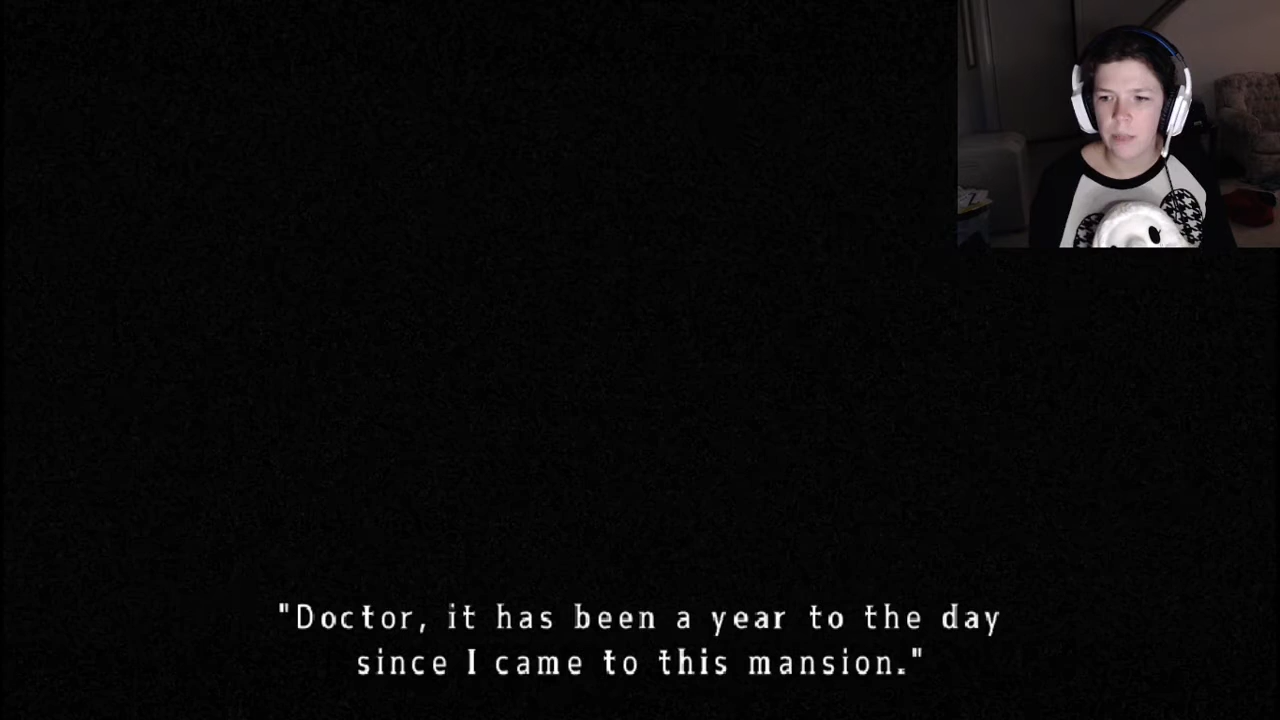 "Doctor, it has been a year to the day
since I came to this mansion."